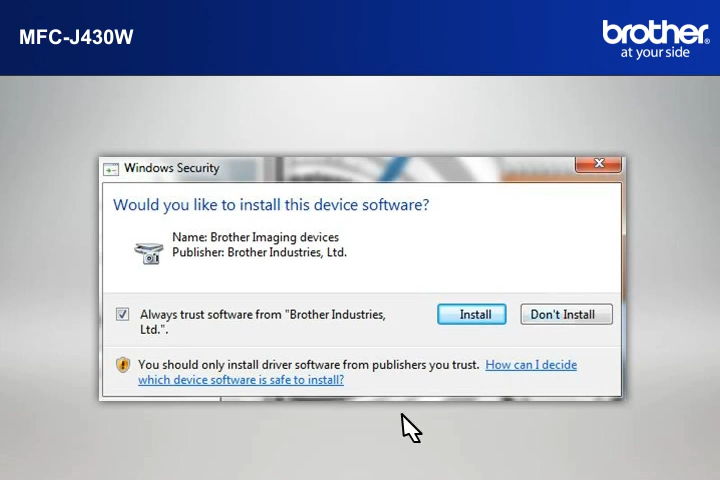 MFC-J430W
brother®
at your side
Windows Security
Would you like to install this device software?
Name: Brother Imaging devices
Publisher: Brother Industries, Ltd.
Always trust software from "Brother Industries,
Ltd.".
Install
Don't Install
You should only install driver software from publishers you trust. How can I decide
which device software is safe to install?